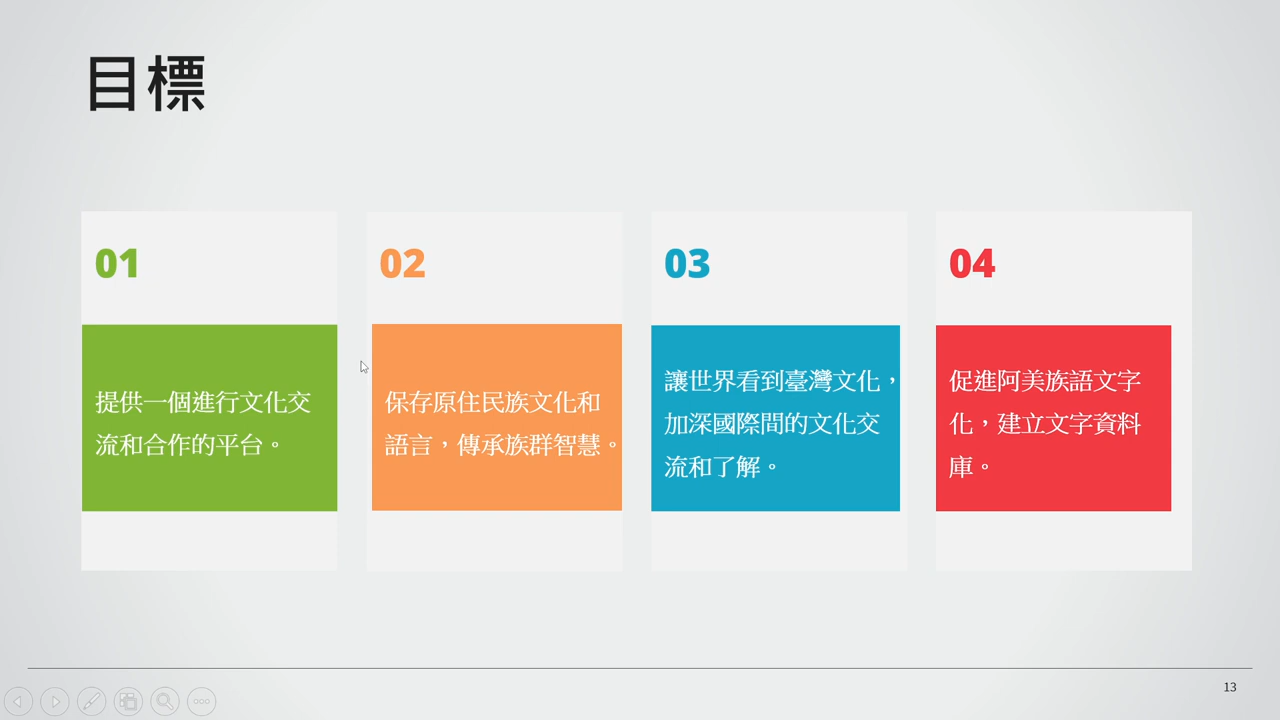 目標
01
提供一個進行文化交
流和合作的平台。
02
保存原住民族文化和
語言，傳承族群智慧。
03
讓世界看到臺灣文化，
加深國際間的文化交
流和了解。
04
促進阿美族語文字
化，建立文字資料
庫。
13